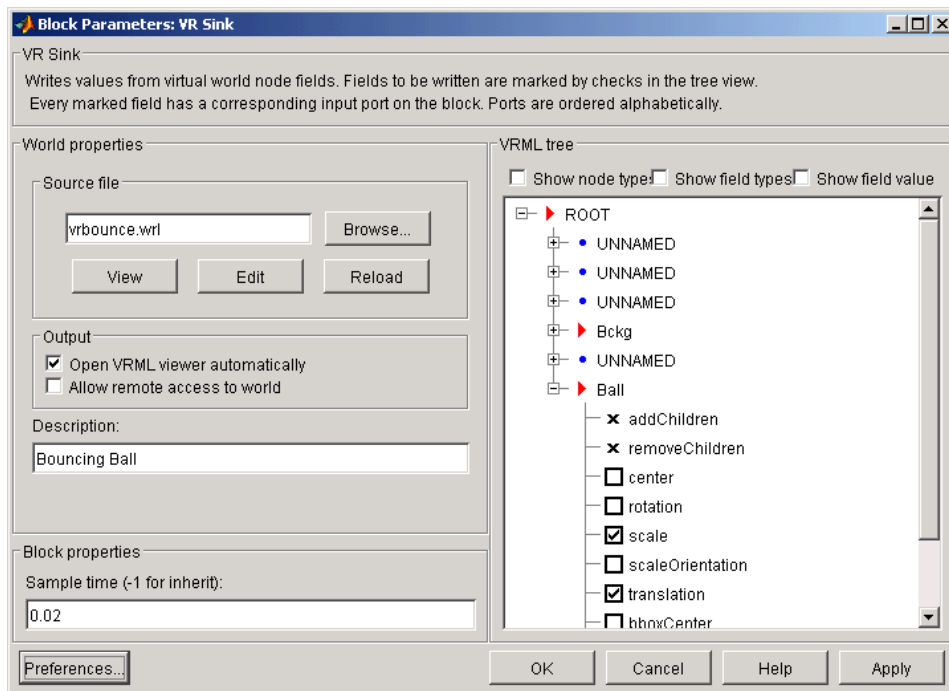 Block Parameters: VR Sink
VR Sink
Writes values from virtual world node fields. Fields to be written are marked by checks in the tree view.
Every marked field has a corresponding input port on the block. Ports are ordered alphabetically.
World properties
Source file
vrbounce.wrl
Browse...
View
Edit
Reload
Output
Open VRML viewer automatically
Allow remote access to world
Description:
Bouncing Ball
Block properties
Sample time (-1 for inherit):
0.02
VRML tree
Show node types
Show field types
Show field value
ROOT
UNNAMED
UNNAMED
UNNAMED
Bckg
UNNAMED
Ball
addChildren
removeChildren
center
rotation
scale
scaleOrientation
translation
bboxCenter
Preferences...
OK
Cancel
Help
Apply